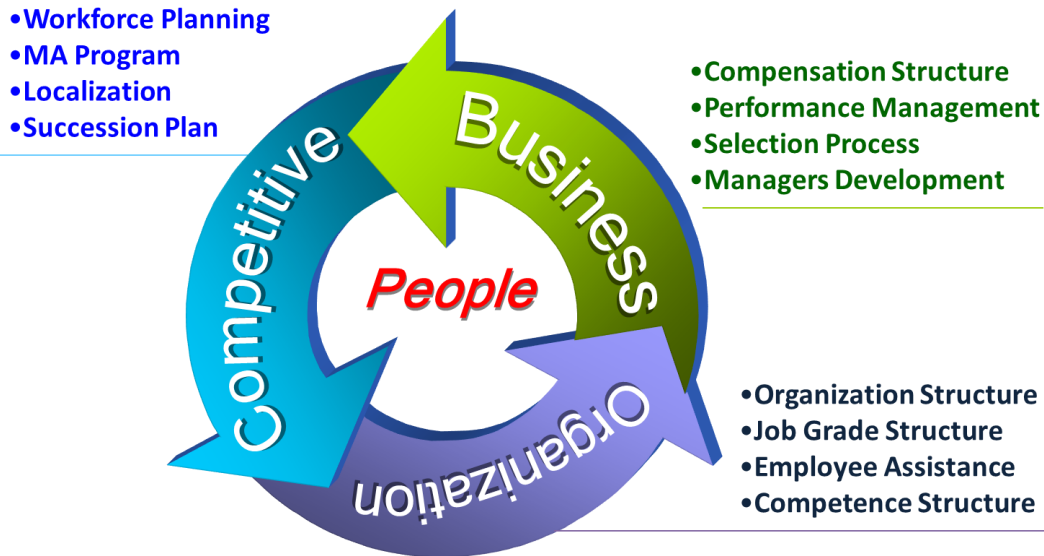 •Workforce Planning
•MA Program
•Localization
•Succession Plan
Business
•Compensation Structure
•Performance Management
•Selection Process
•Managers Development
Competitive
People
Organization
•Organization Structure
•Job Grade Structure
•Employee Assistance
•Competence Structure